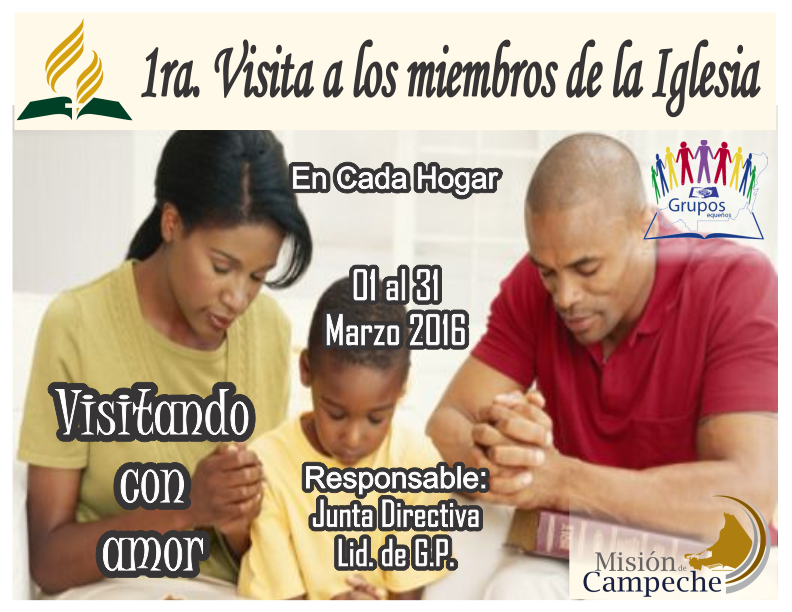 1ra. Visita a los miembros de la Iglesia
En Cada Hogar
Grupos
equeños
01 al 31
Marzo 2016
Visitando
con
amor
Responsable:
Junta Directiva
Lid. de G.P.
Misión de
Campeche